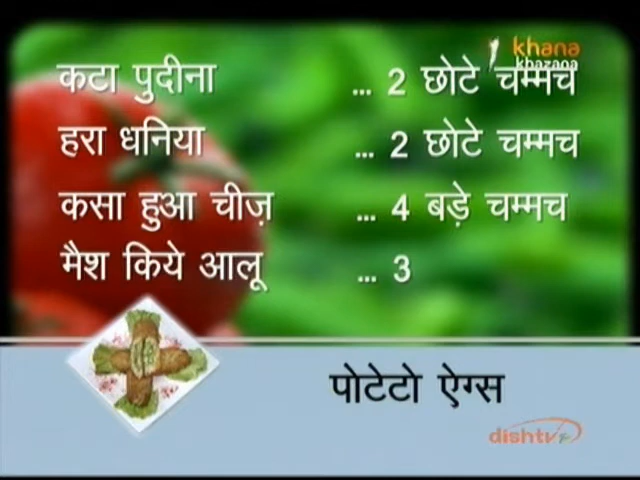 khana
khazana
कटा पुदीना ... 2 छोटे चम्मच
हरा धनिया ... 2 छोटे चम्मच
कसा हुआ चीज़ ... 4 बड़े चम्मच
मैश किये आलू ... 3
पोटेटो ऐग्स
dishtv